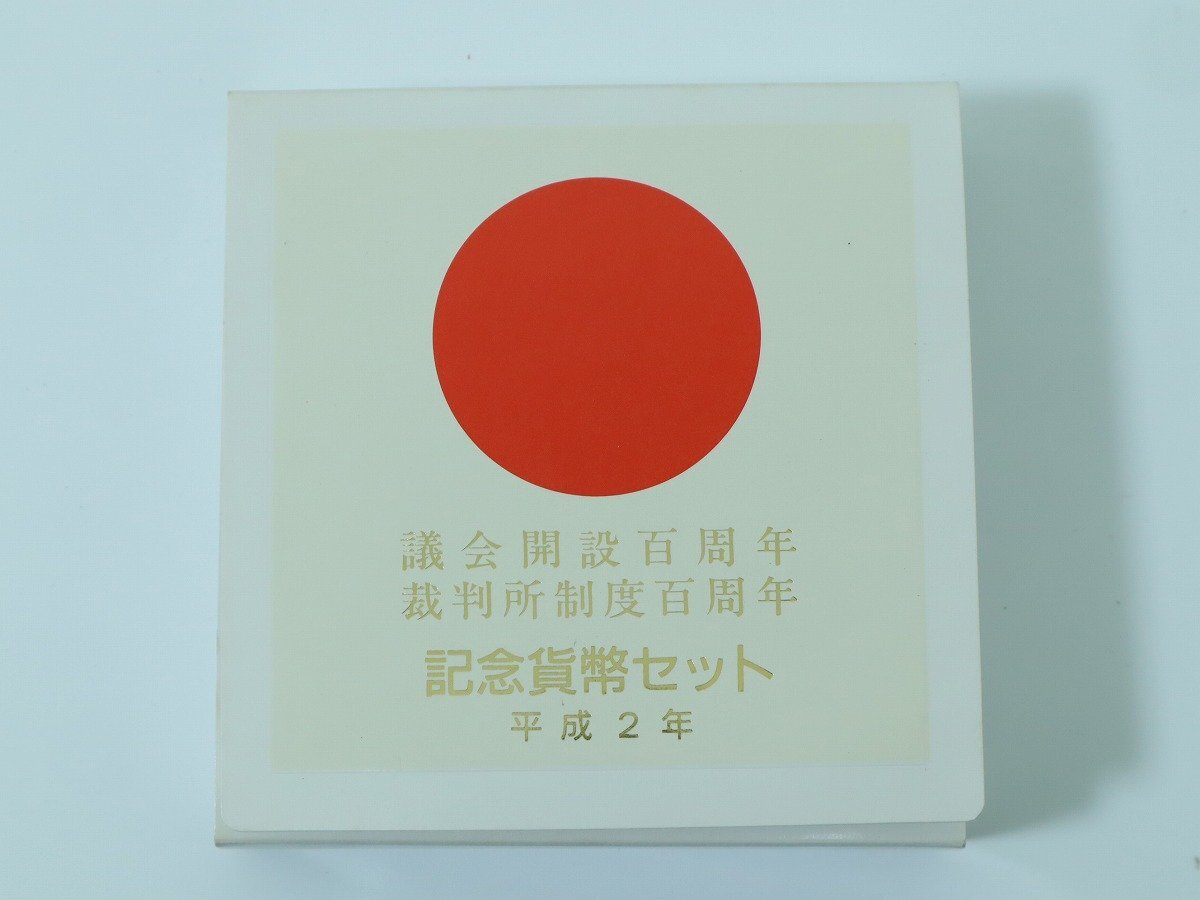 議会開設百周年
裁判所制度百周年
記念貨幣セット
平成2年